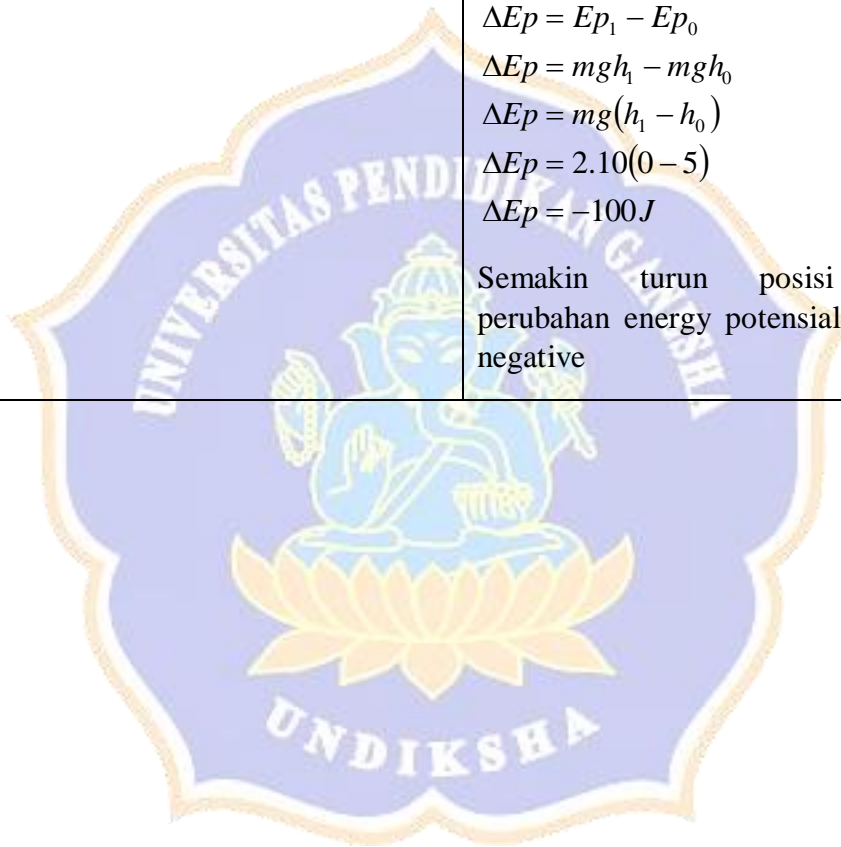 ΔEp = Ep₁ − Ep₀
ΔEp = mgh₁ − mgh₀
ΔEp = mg(h₁ − h₀)
ΔEp = 2.10(0 − 5)
ΔEp = −100J
Semakin turun posisi
perubahan energy potensial
negative
UNIVERSITAS PENDIDIKAN GANESHA
UNDIKSHA